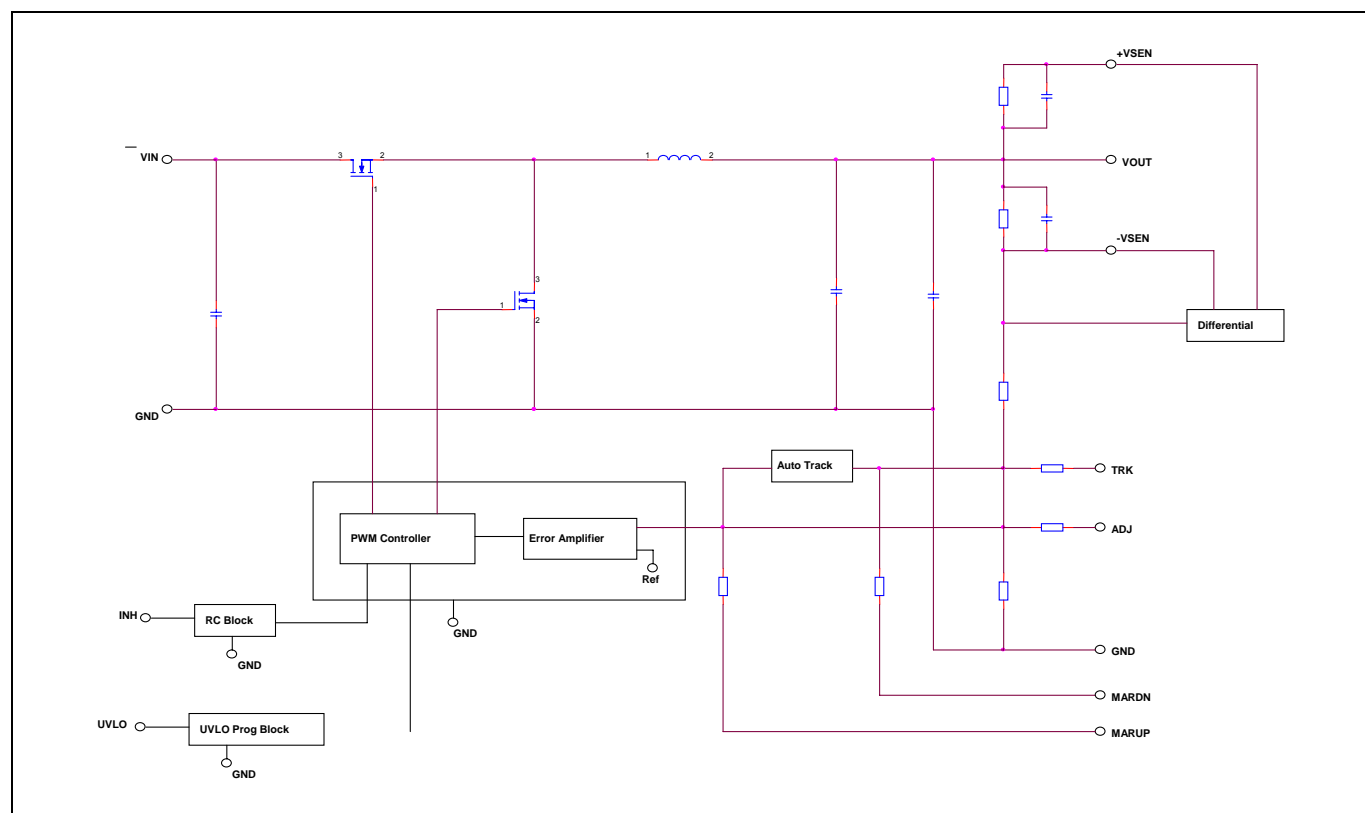 +VSEN
VIN
3
2
1
2
VOUT
1
-VSEN
3
1
2
Differential
GND
Auto Track
TRK
PWM Controller
Error Amplifier
ADJ
Ref
INH
RC Block
GND
GND
GND
MARDN
UVLO
UVLO Prog Block
MARUP
GND